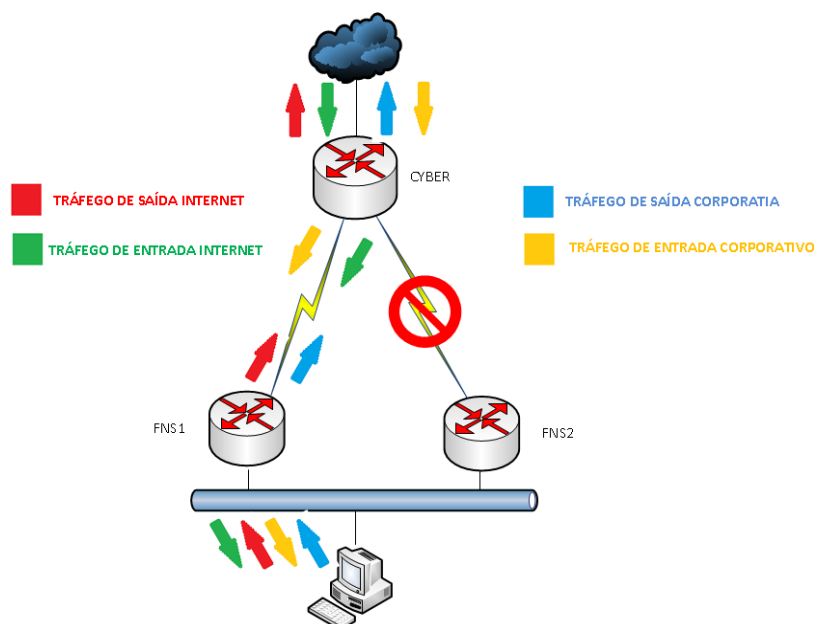 CYBER
TRÁFEGO DE SAÍDA INTERNET
TRÁFEGO DE SAÍDA CORPORATIA
TRÁFEGO DE ENTRADA INTERNET
TRÁFEGO DE ENTRADA CORPORATIVO
FNS1
FNS2